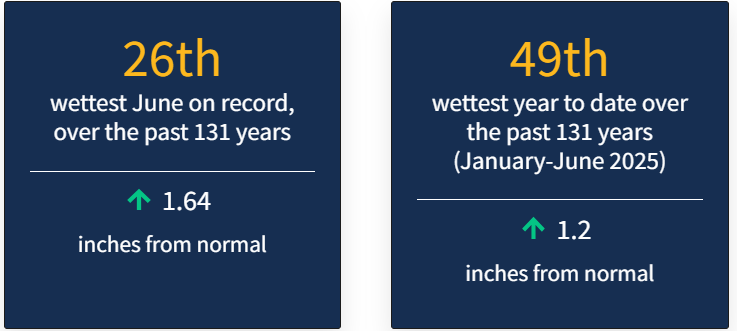 26th
wettest June on record,
over the past 131 years
↑ 1.64
inches from normal
49th
wettest year to date over
the past 131 years
(January-June 2025)
↑ 1.2
inches from normal